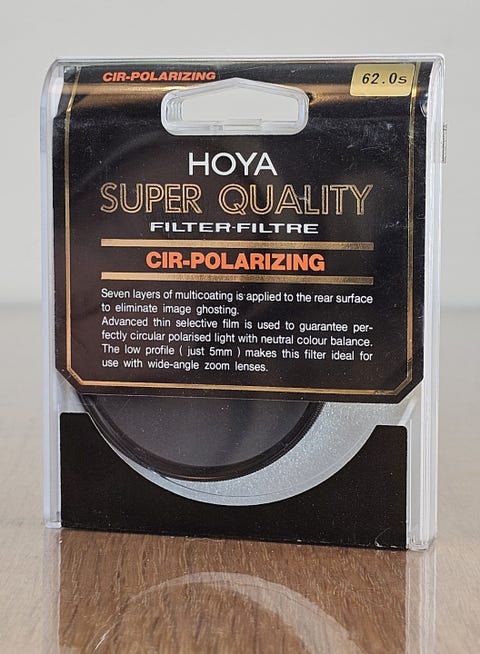 CIR-POLARIZING
62.0s
HOYA
SUPER QUALITY
FILTER·FILTRE
CIR-POLARIZING
Seven layers of multicoating is applied to the rear surface
to eliminate image ghosting.
Advanced thin selective film is used to guarantee per-
fectly circular polarised light with neutral colour balance.
The low profile ( just 5mm ) makes this filter ideal for
use with wide-angle zoom lenses.